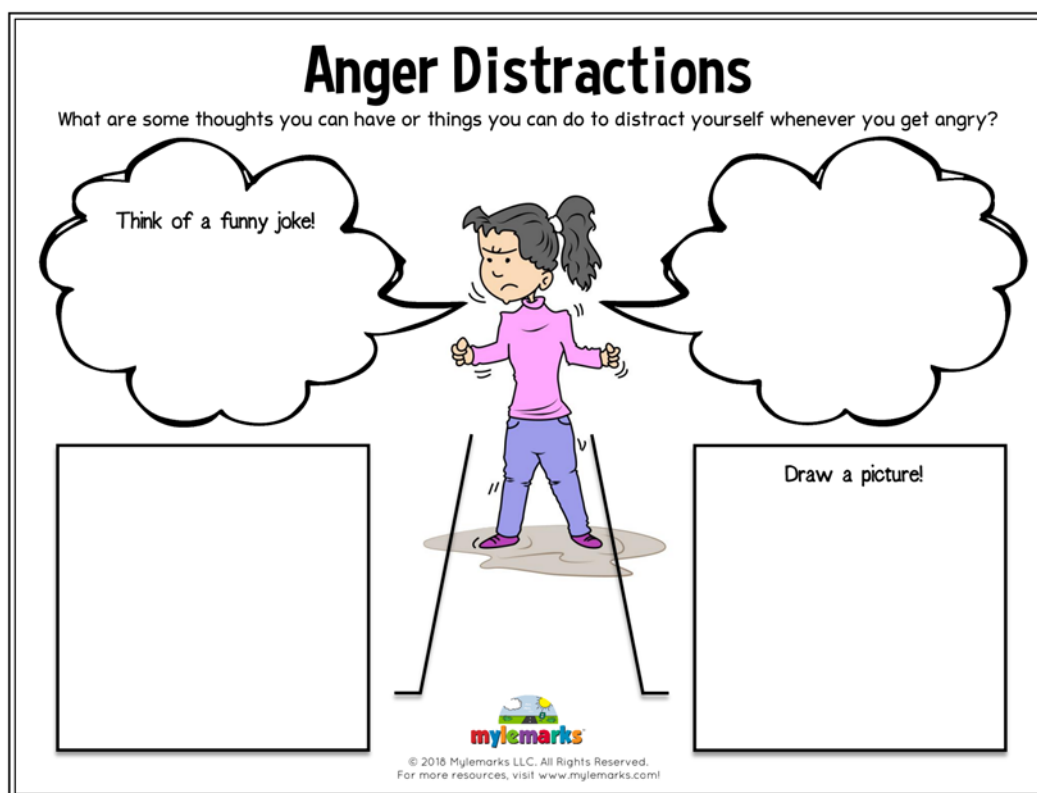 Anger Distractions
What are some thoughts you can have or things you can do to distract yourself whenever you get angry?
Think of a funny joke!
Draw a picture!
mylemarks
© 2018 Mylemarks LLC. All Rights Reserved.
For more resources, visit www.mylemarks.com!